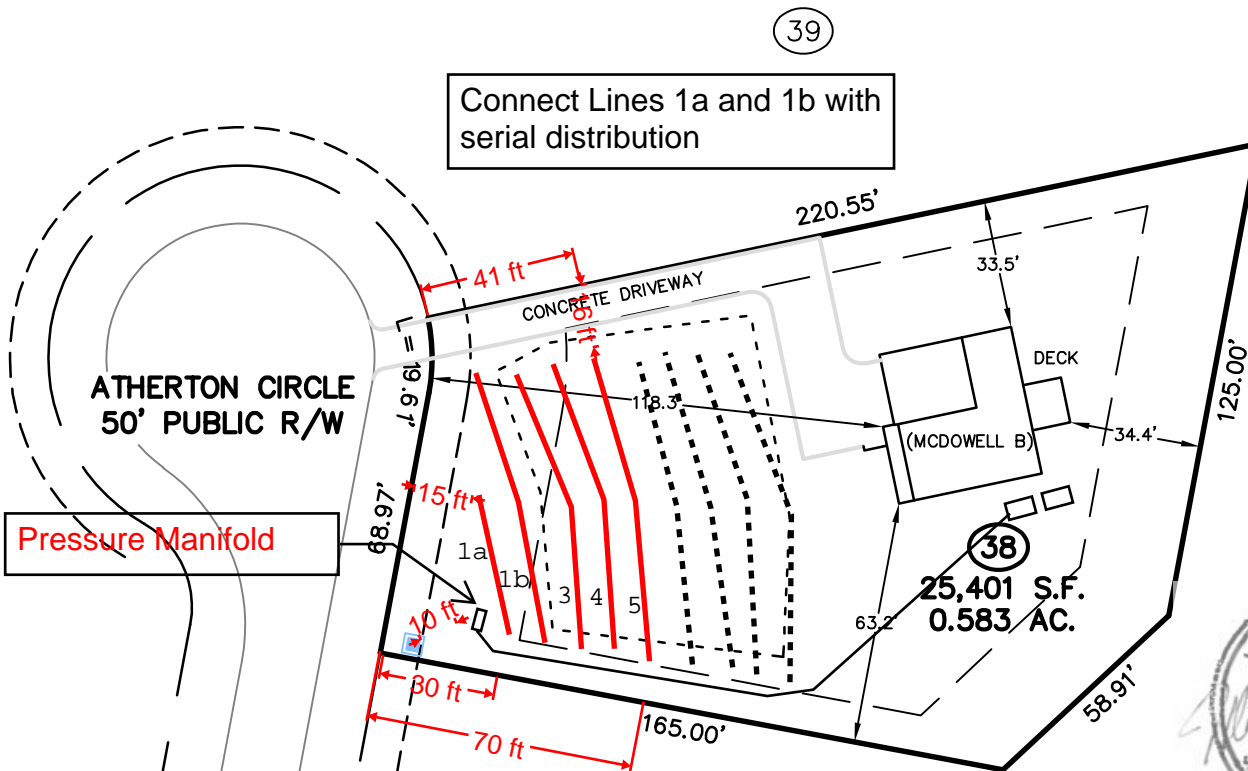 39
Connect Lines 1a and 1b with
serial distribution
220.55'
41 ft
16 ft
CONCRETE DRIVEWAY
33.5'
DECK
ATHERTON CIRCLE
50' PUBLIC R/W
L = 19.61'
118.3'
(MCDOWELL B)
34.4'
125.00'
15 ft
68.97'
Pressure Manifold
1a
1b
3
4
5
38
25,401 S.F.
0.583 AC.
10 ft
63.2'
30 ft
165.00'
58.91'
70 ft